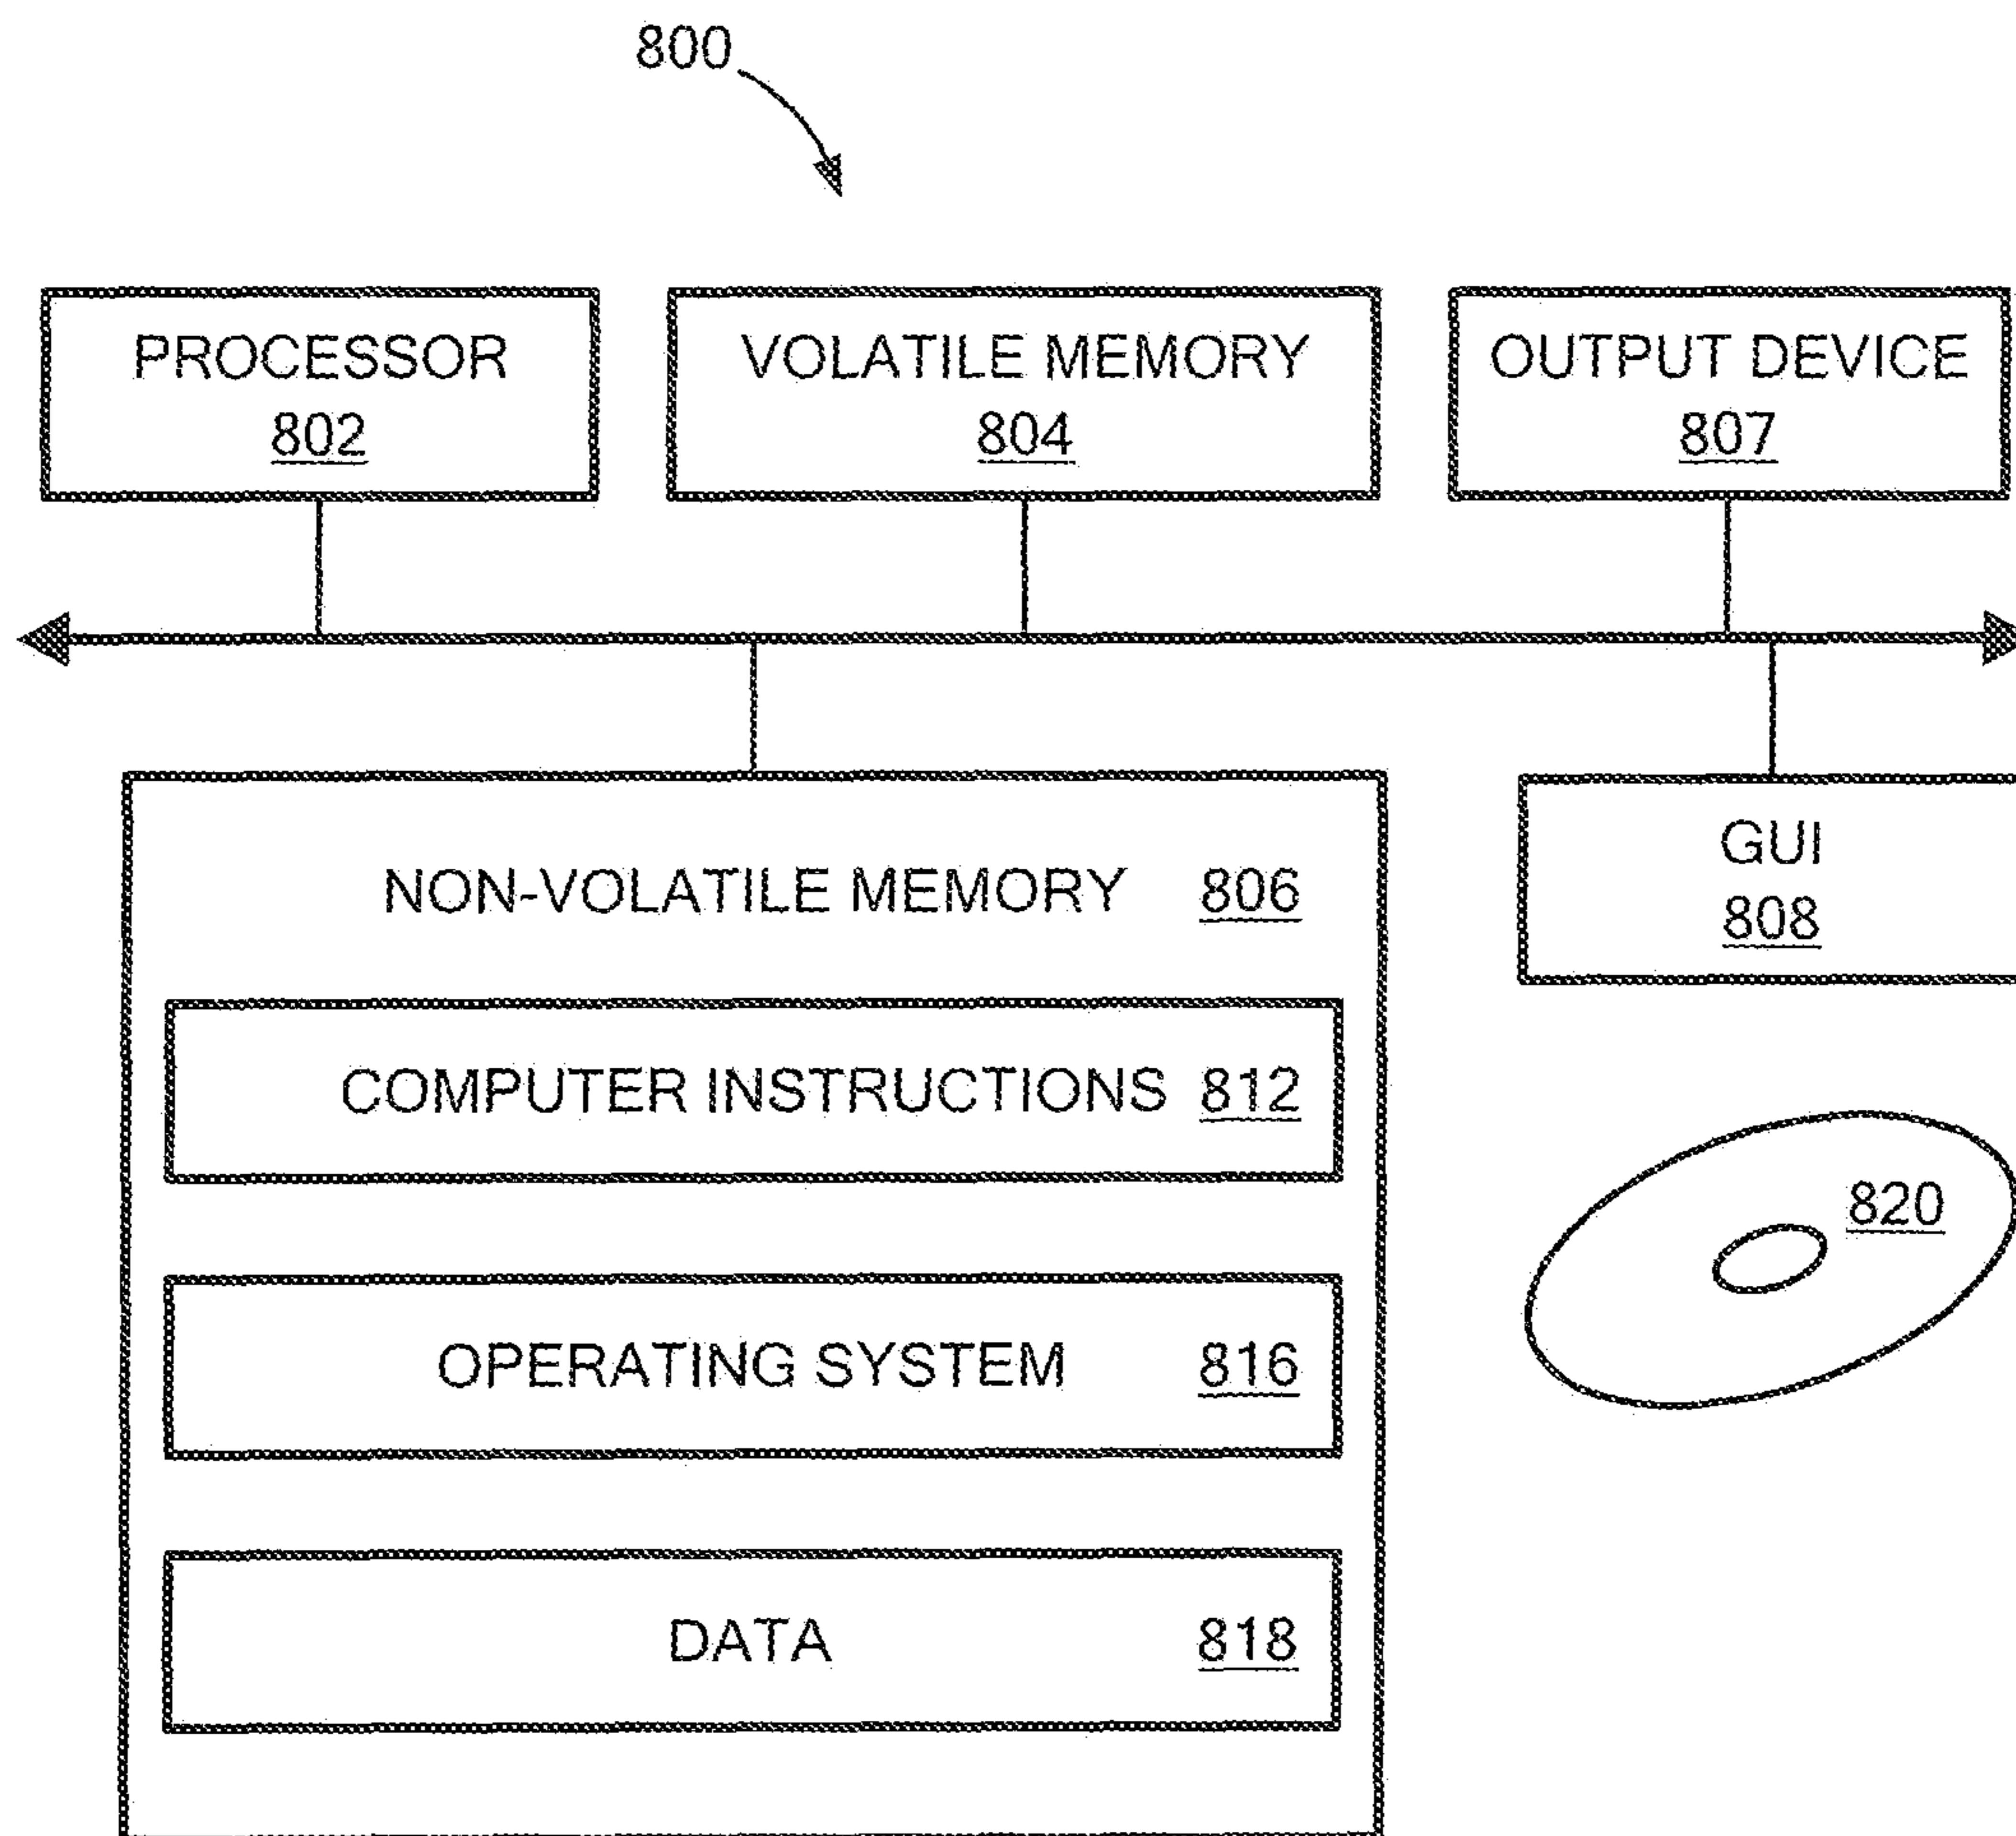 800
PROCESSOR
802
VOLATILE MEMORY
804
OUTPUT DEVICE
807
NON-VOLATILE MEMORY 806
GUI
808
COMPUTER INSTRUCTIONS 812
820
OPERATING SYSTEM 816
DATA 818